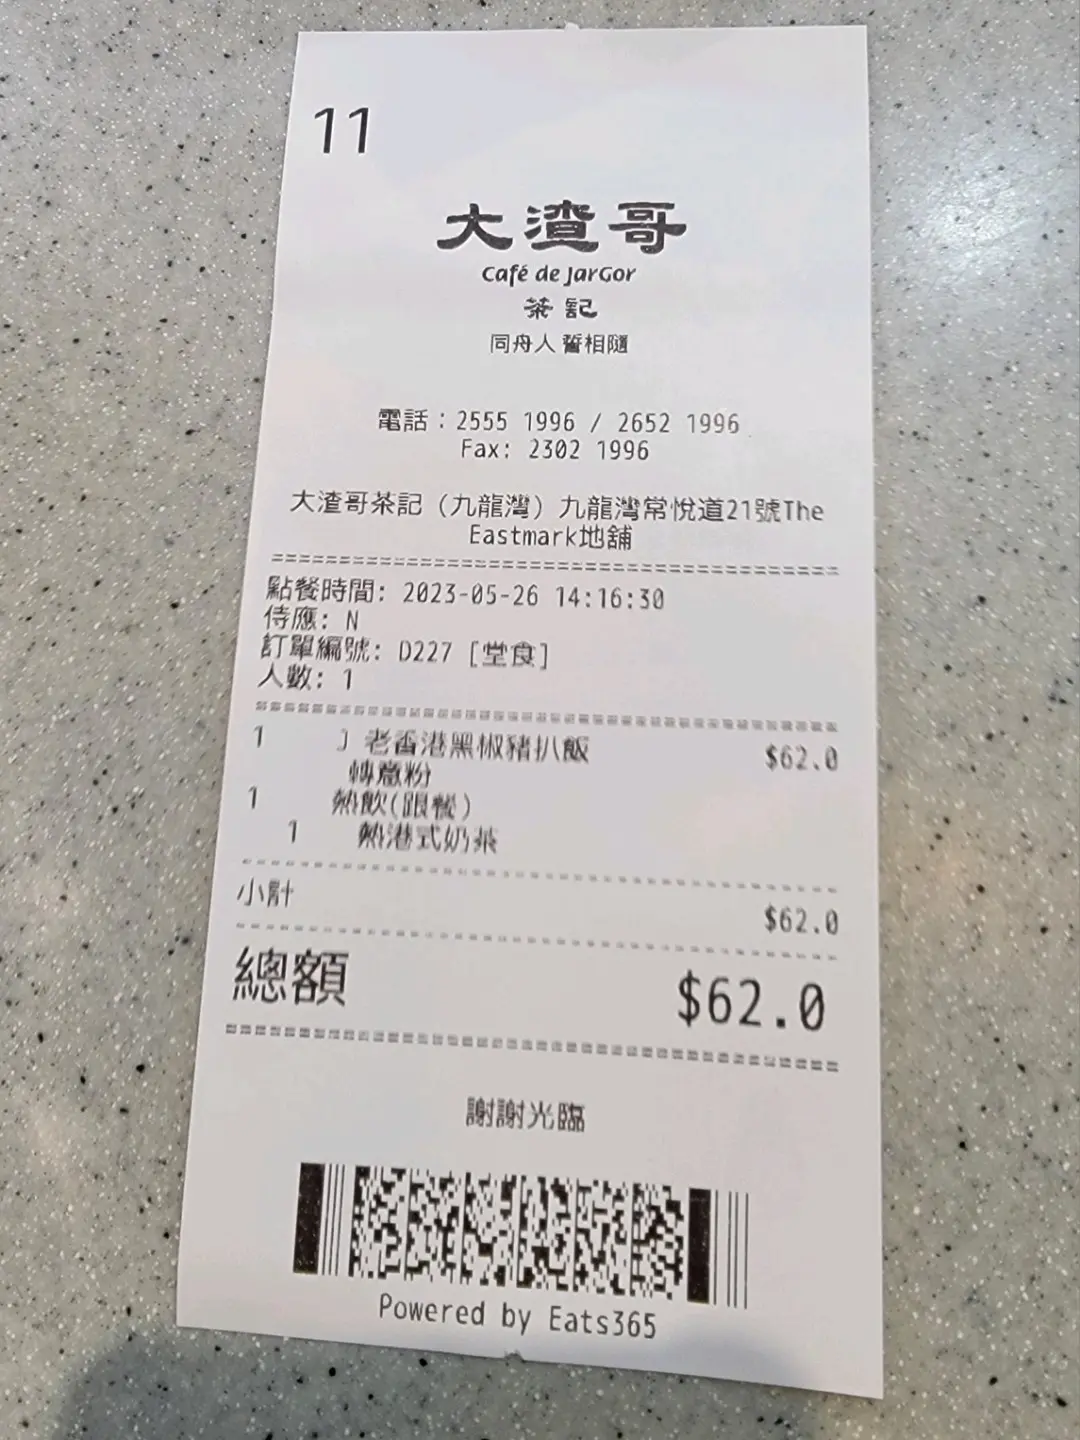 11
大渣哥
Café de JarGor
茶記
同舟人 誓相隨
電話：2555 1996 / 2652 1996
Fax: 2302 1996
大渣哥茶記（九龍灣）九龍灣常悅道21號The
Eastmark地舖
點餐時間: 2023-05-26 14:16:30
侍應: N
訂單編號: D227 [堂食]
人數: 1
1 J 老香港黑椒豬扒飯 $62.0
轉意粉
1 熱飲(跟餐)
1 熱港式奶茶
小計 $62.0
總額 $62.0
謝謝光臨
Powered by Eats365